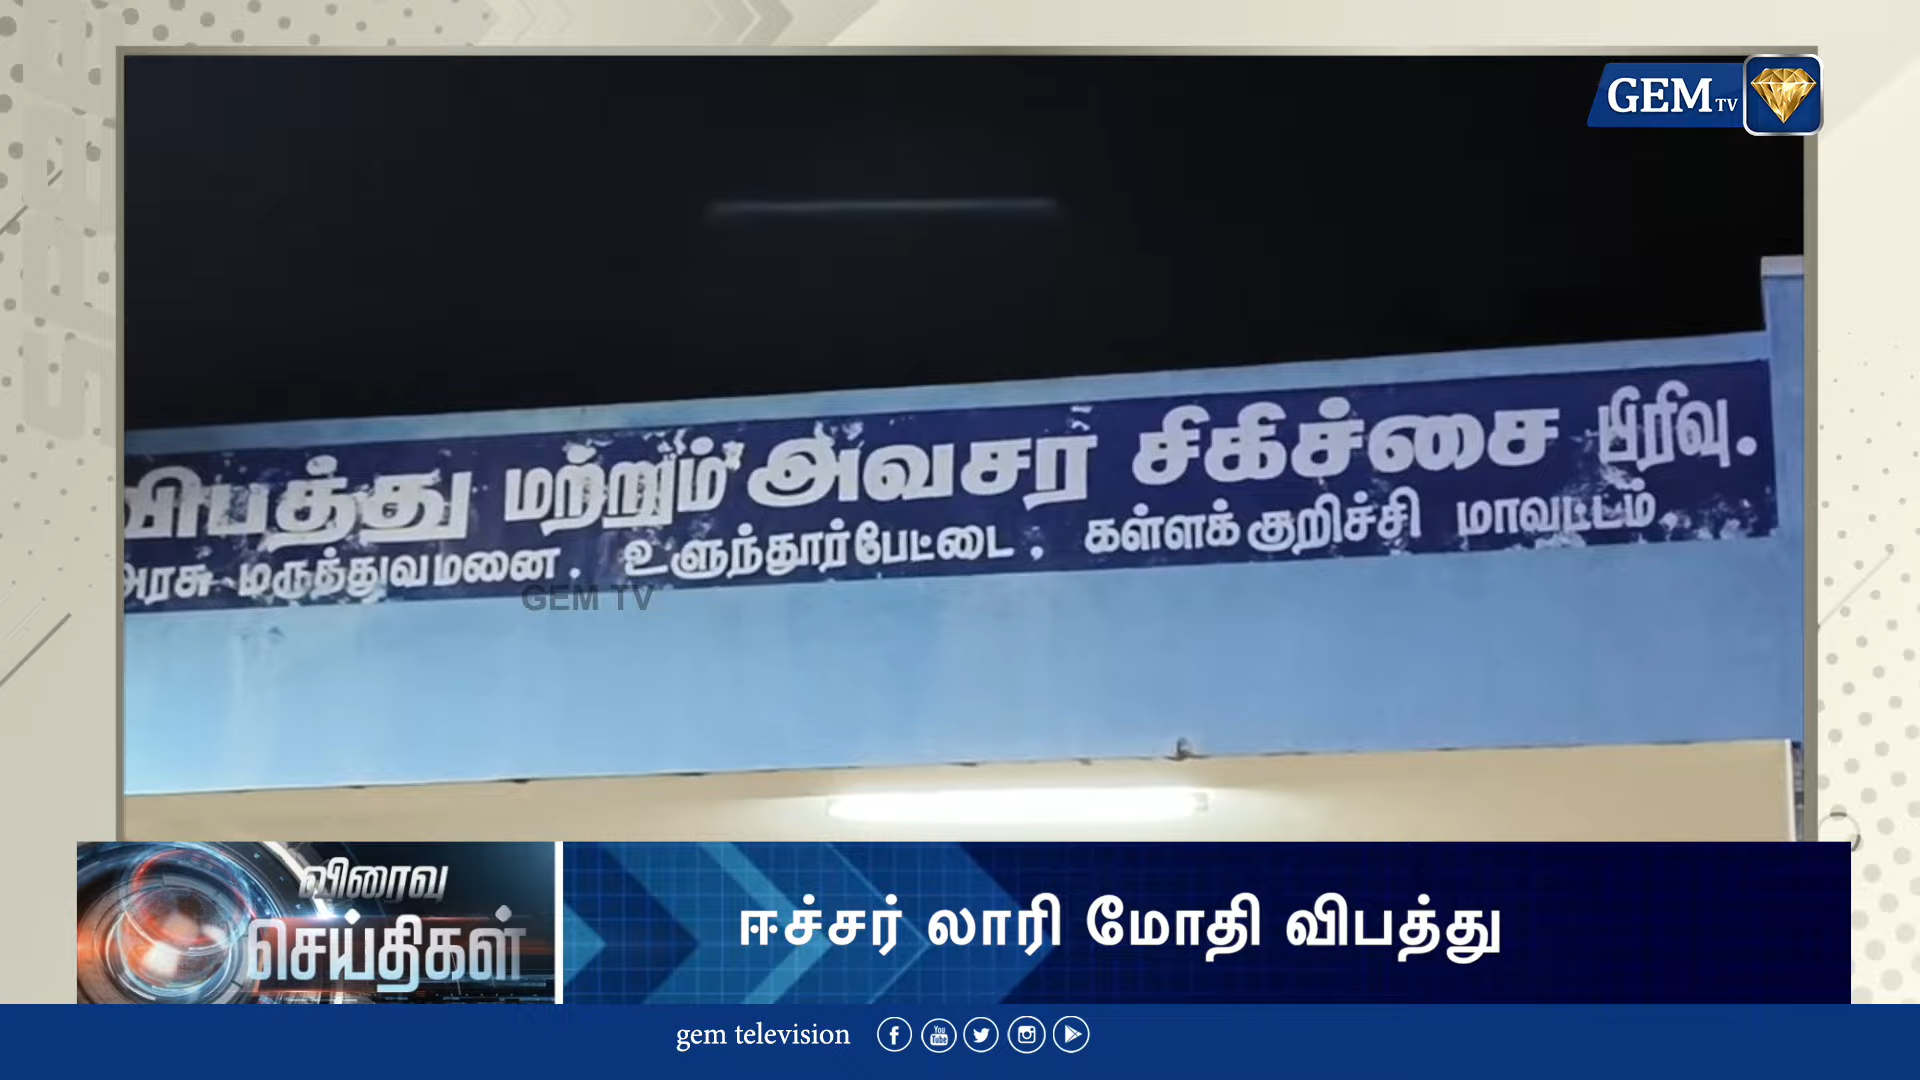 GEM TV
விபத்து மற்றும் அவசர சிகிச்சை பிரிவு.
அரசு மருத்துவமனை. உளுந்தூர்பேட்டை. கள்ளக்குறிச்சி மாவட்டம்
GEM TV
விரைவு
செய்திகள்
ஈச்சர் லாரி மோதி விபத்து
gem television